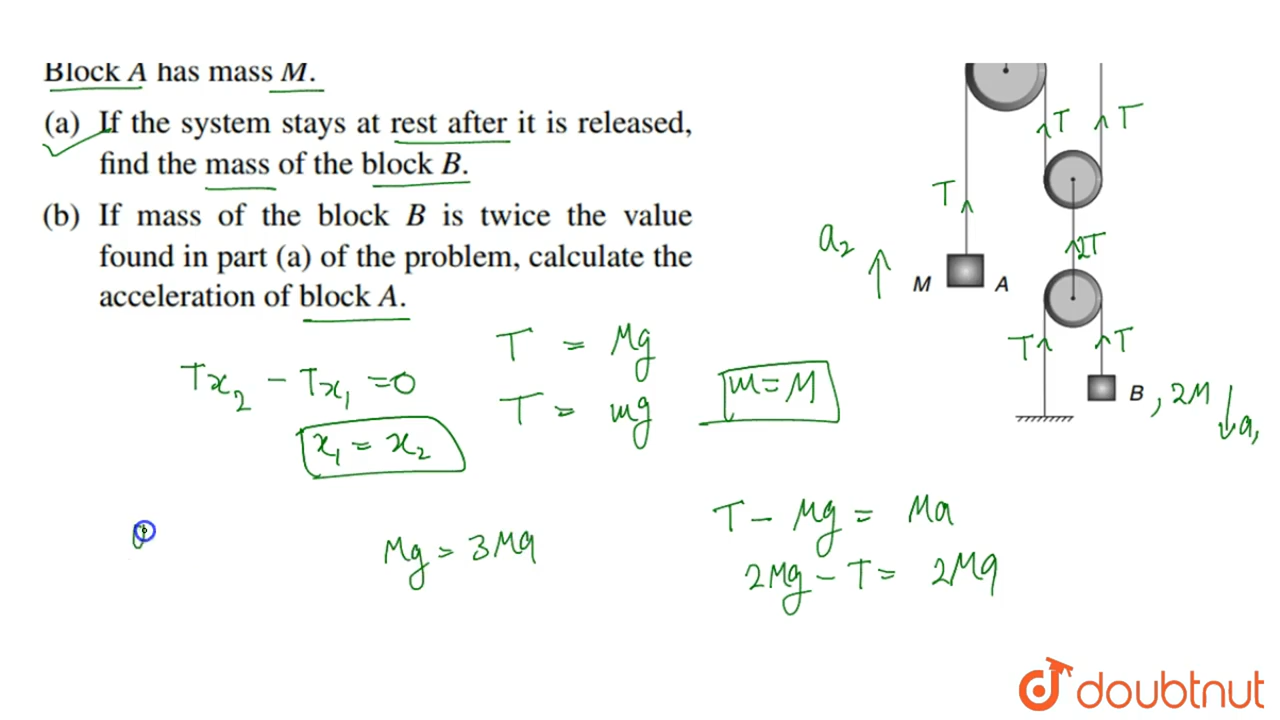 Block A has mass M.
(a) If the system stays at rest after it is released,
find the mass of the block B.
(b) If mass of the block B is twice the value
found in part (a) of the problem, calculate the
acceleration of block A.
T
T
T
2T
a₂
M
A
T
T
B , 2M
a₁
Tx₂ - Tx₁ = 0
x₁ = x₂
T = Mg
T = mg
m = M
T - Mg = Ma
2Mg - T = 2Ma
Mg = 3Ma
doubtnut